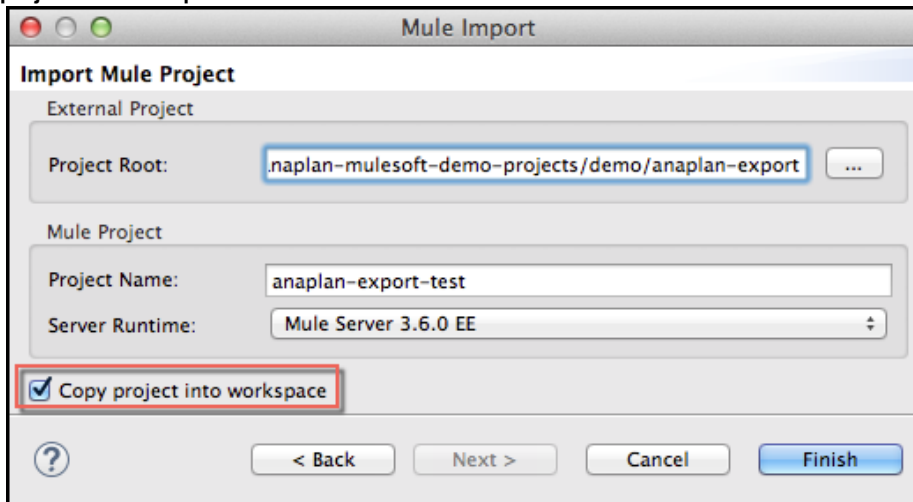 Mule Import
Import Mule Project
External Project
Project Root: .naplan-mulesoft-demo-projects/demo/anaplan-export ...
Mule Project
Project Name: anaplan-export-test
Server Runtime: Mule Server 3.6.0 EE
Copy project into workspace
? < Back Next > Cancel Finish